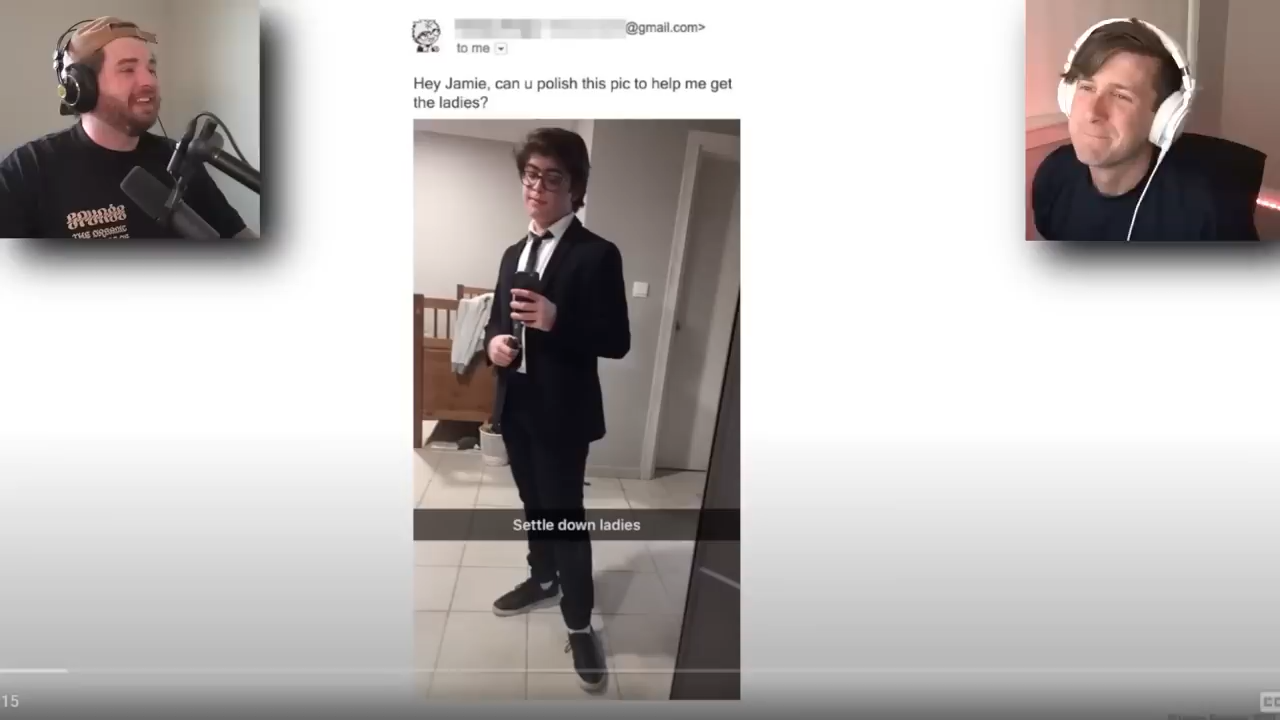 @gmail.com>
to me
Hey Jamie, can u polish this pic to help me get
the ladies?
Settle down ladies
15